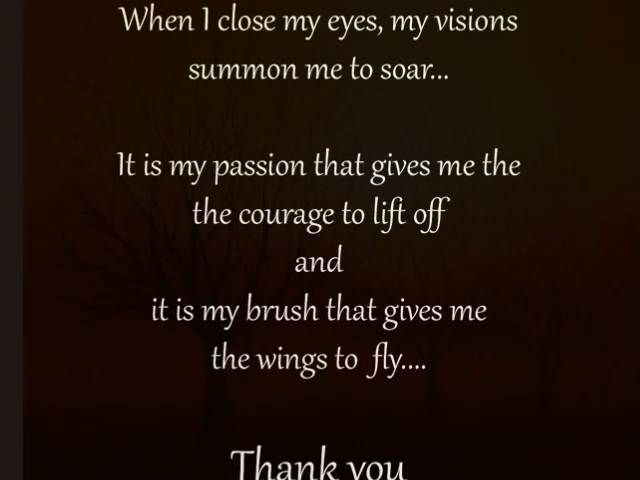 When I close my eyes, my visions
summon me to soar...
It is my passion that gives me the
the courage to lift off
and
it is my brush that gives me
the wings to fly....
Thank you